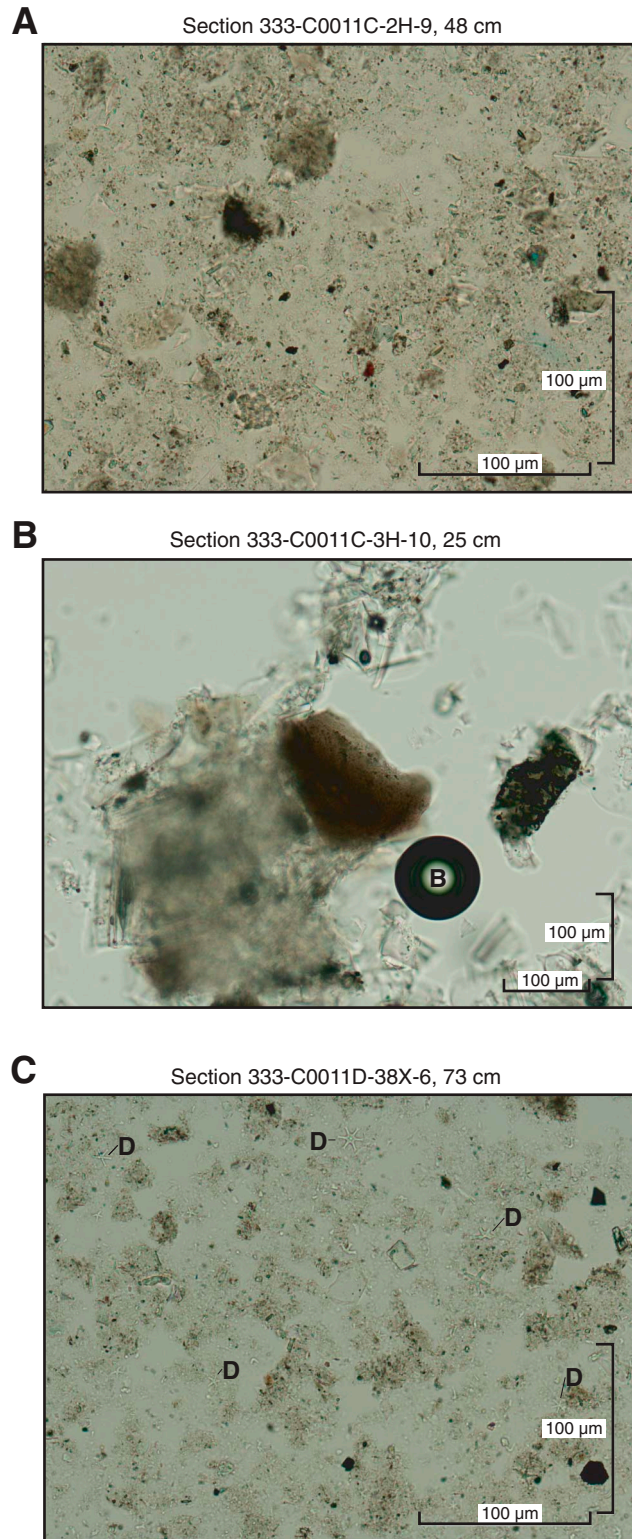 A
Section 333-C0011C-2H-9, 48 cm
100 µm
100 µm
B
Section 333-C0011C-3H-10, 25 cm
B
100 µm
100 µm
C
Section 333-C0011D-38X-6, 73 cm
D
D
D
D
D
100 µm
100 µm